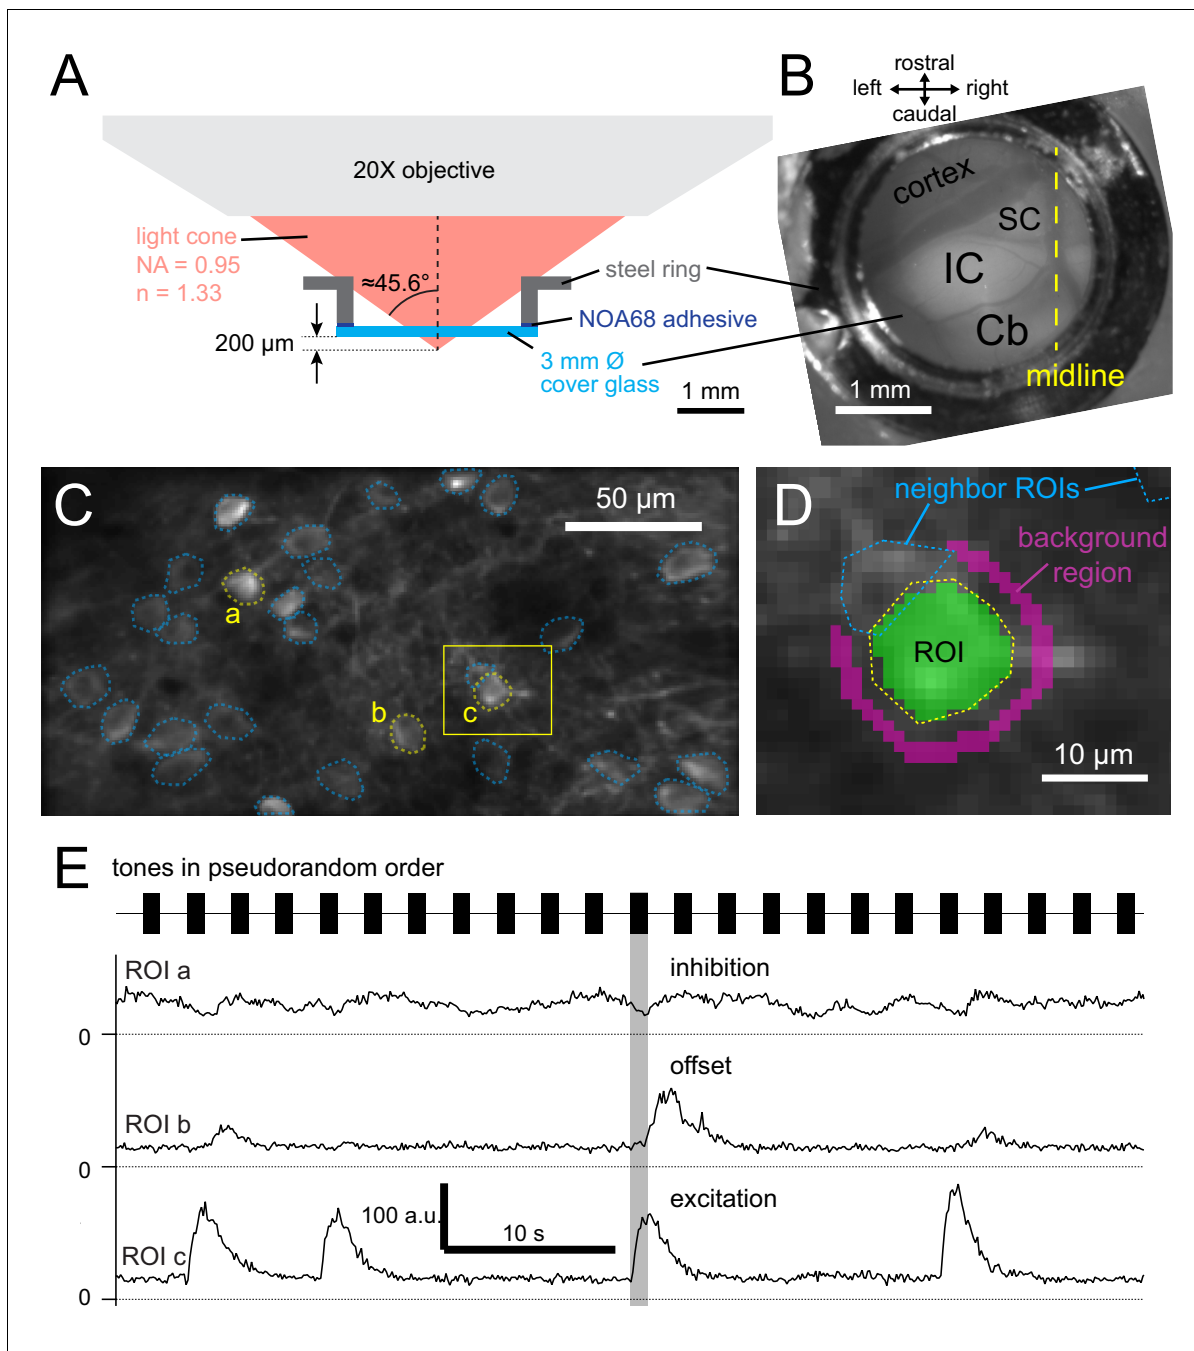 A
20X objective
light cone
NA = 0.95
n = 1.33
≈45.6°
steel ring
NOA68 adhesive
200 µm
3 mm Ø
cover glass
1 mm
B
rostral
left
right
caudal
cortex
SC
IC
Cb
midline
1 mm
C
50 µm
a
b
c
D
neighbor ROIs
background
region
ROI
10 µm
E
tones in pseudorandom order
ROI a
inhibition
0
offset
ROI b
0
excitation
100 a.u.
10 s
ROI c
0